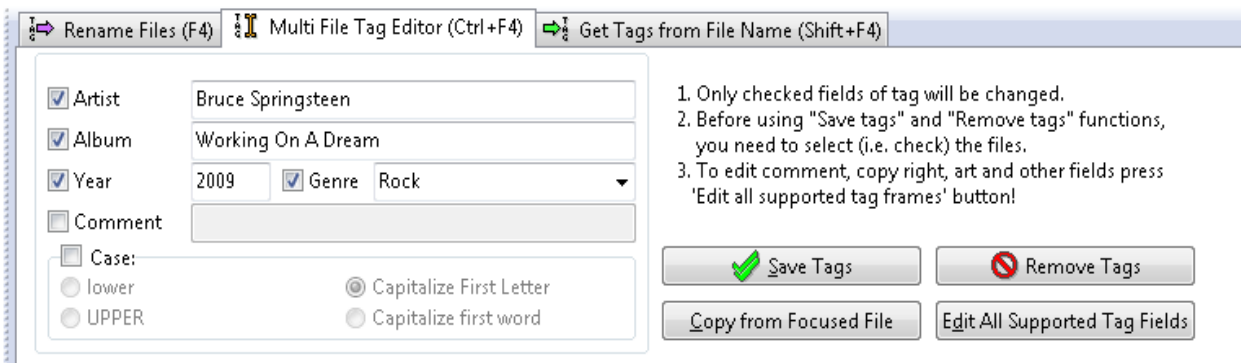 Rename Files (F4) Multi File Tag Editor (Ctrl+F4) Get Tags from File Name (Shift+F4)
Artist Bruce Springsteen
Album Working On A Dream
Year 2009 Genre Rock
Comment
Case:
lower Capitalize First Letter
UPPER Capitalize first word
1. Only checked fields of tag will be changed.
2. Before using "Save tags" and "Remove tags" functions,
you need to select (i.e. check) the files.
3. To edit comment, copy right, art and other fields press
'Edit all supported tag frames' button!
Save Tags Remove Tags
Copy from Focused File Edit All Supported Tag Fields